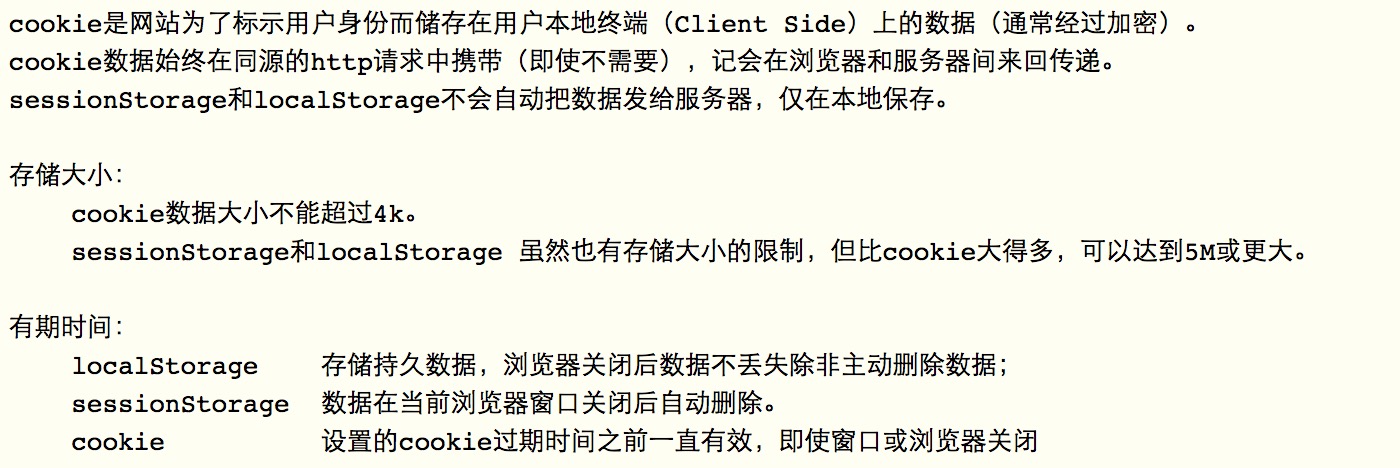 cookie是网站为了标示用户身份而储存在用户本地终端（Client Side）上的数据（通常经过加密）。
cookie数据始终在同源的http请求中携带（即使不需要），记会在浏览器和服务器间来回传递。
sessionStorage和localStorage不会自动把数据发给服务器，仅在本地保存。
存储大小：
cookie数据大小不能超过4k。
sessionStorage和localStorage 虽然也有存储大小的限制，但比cookie大得多，可以达到5M或更大。
有期时间：
localStorage    存储持久数据，浏览器关闭后数据不丢失除非主动删除数据；
sessionStorage  数据在当前浏览器窗口关闭后自动删除。
cookie          设置的cookie过期时间之前一直有效，即使窗口或浏览器关闭